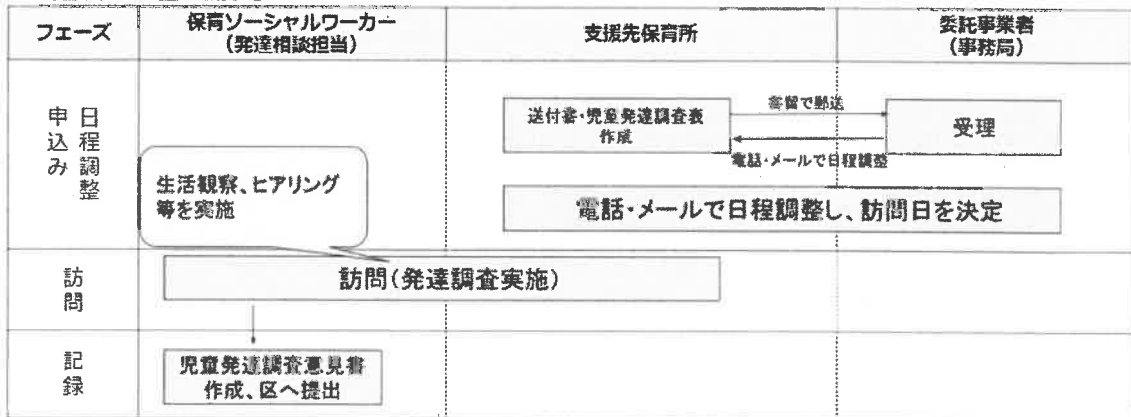 フェーズ
保育ソーシャルワーカー
(発達相談担当)
支援先保育所
委託事業者
(事務局)
申込み
日程調整
送付書・児童発達調査表
作成
書留で郵送
受理
電話・メールで日程調整
生活観察、ヒアリング
等を実施
電話・メールで日程調整し、訪問日を決定
訪問
訪問(発達調査実施)
記録
児童発達調査意見書
作成、区へ提出